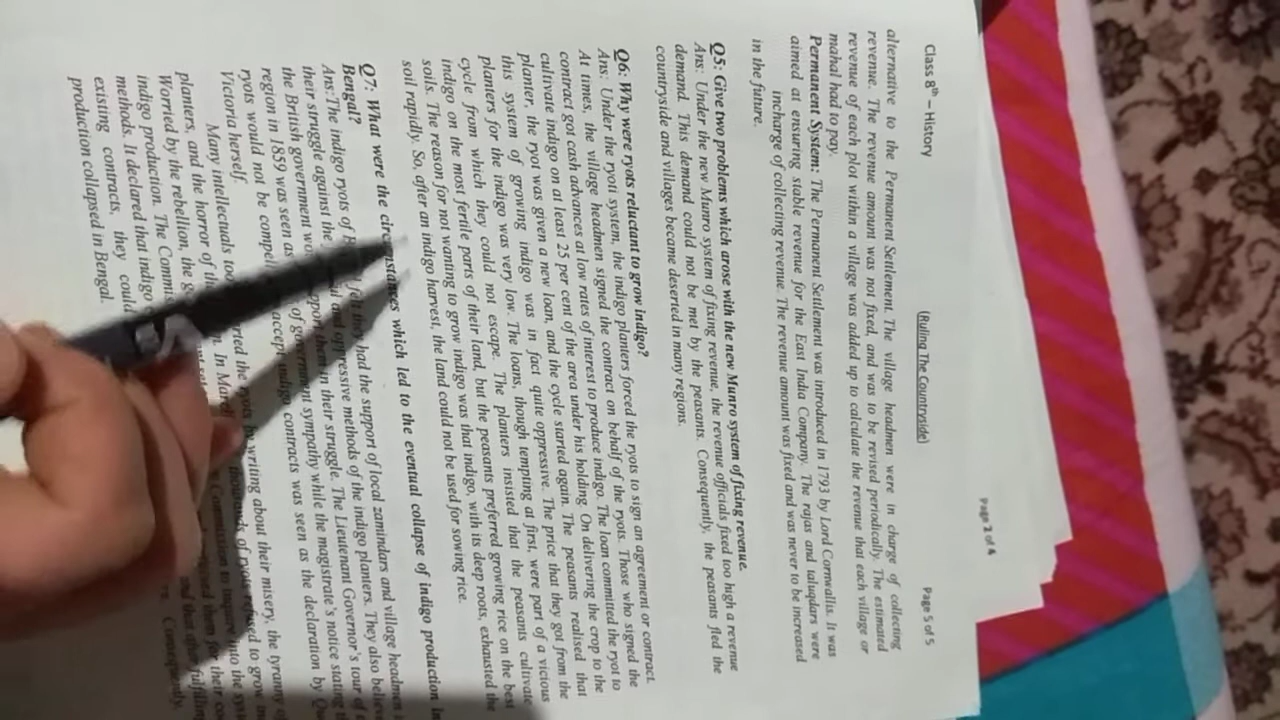 Class 8th – History
(Ruling The Countryside)
Page 5 of 5
alternative to the Permanent Settlement. The village headmen were in charge of collecting
revenue. The revenue amount was not fixed, and was to be revised periodically. The estimated
revenue of each plot within a village was added up to calculate the revenue that each village or
mahal had to pay.
Permanent System: The Permanent Settlement was introduced in 1793 by Lord Cornwallis. It was
aimed at ensuring stable revenue for the East India Company. The rajas and taluqdars were
incharge of collecting revenue. The revenue amount was fixed and was never to be increased
in the future.
Q5: Give two problems which arose with the new Munro system of fixing revenue.
Ans: Under the new Munro system of fixing revenue, the revenue officials fixed too high a revenue
demand. This demand could not be met by the peasants. Consequently, the peasants fled the
countryside and villages became deserted in many regions.
Q6: Why were ryots reluctant to grow indigo?
Ans: Under the ryoti system, the indigo planters forced the ryots to sign an agreement or contract.
At times, the village headmen signed the contract on behalf of the ryots. Those who signed the
contract got cash advances at low rates of interest to produce indigo. The loan committed the ryot to
cultivate indigo on at least 25 per cent of the area under his holding. On delivering the crop to the
planter, the ryot was given a new loan, and the cycle started again. The peasants realised that
this system of growing indigo was in fact quite oppressive. The price that they got from the
planters for the indigo was very low. The loans, though tempting at first, were part of a vicious
cycle from which they could not escape. The planters insisted that the peasants cultivate
indigo on the most fertile parts of their land, but the peasants preferred growing rice on the best
soils. The reason for not wanting to grow indigo was that indigo, with its deep roots, exhausted the
soil rapidly. So, after an indigo harvest, the land could not be used for sowing rice.
Q7: What were the circumstances which led to the eventual collapse of indigo production in
Bengal?
Ans:The indigo ryots of felt they had the support of local zamindars and village headmen
their struggle against the and oppressive methods of the indigo planters. They also
the British government support them in their struggle. The Lieutenant Governor's tour of
region in 1859 was seen as of government sympathy while the magistrate's notice stating
ryots would not be accept indigo contracts was seen as the declaration by
Victoria herself.
Many intellectuals the ryots by writing about their misery, the tyranny
planters, and the horror of In thousands of ryots refused to grow
Worried by the rebellion, the Commission to inquire into the
indigo production. The them for their
methods. It declared that indigo and that
existing contracts, they could Consequently,
production collapsed in Bengal.
Page 2 of 4